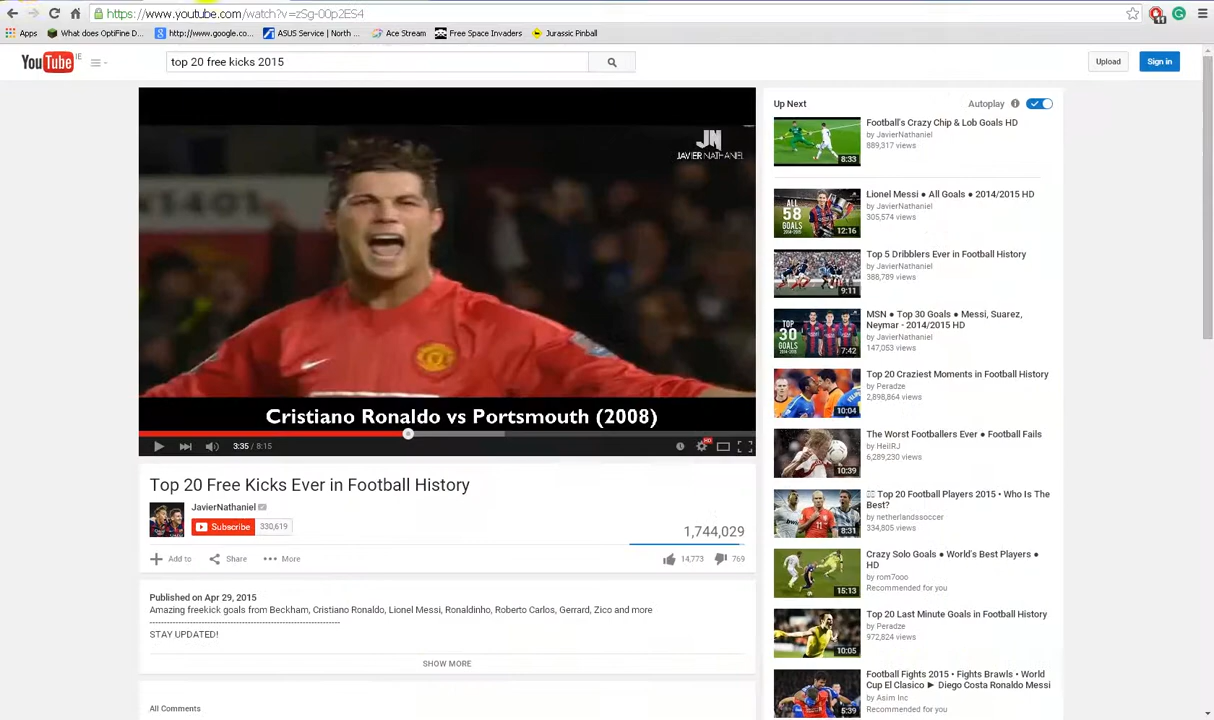 https://www.youtube.com/watch?v=zSg-00p2ES4
Apps
What does OptiFine D...
http://www.google.co...
ASUS Service | North ...
Ace Stream
Free Space Invaders
Jurassic Pinball
YouTube IE
top 20 free kicks 2015
Upload
Sign in
JN
JAVIER NATHANIEL
Cristiano Ronaldo vs Portsmouth (2008)
3:35 / 8:15
HD
Top 20 Free Kicks Ever in Football History
JavierNathaniel
Subscribe 330,619
1,744,029
Add to Share More
14,773 769
Published on Apr 29, 2015
Amazing freekick goals from Beckham, Cristiano Ronaldo, Lionel Messi, Ronaldinho, Roberto Carlos, Gerrard, Zico and more
--------------------------------------------------------------
STAY UPDATED!
SHOW MORE
All Comments
Up Next
Autoplay
Football's Crazy Chip & Lob Goals HD
by JavierNathaniel
889,317 views
8:33
Lionel Messi ● All Goals ● 2014/2015 HD
by JavierNathaniel
305,574 views
ALL
58
GOALS
12:16
Top 5 Dribblers Ever in Football History
by JavierNathaniel
388,789 views
9:11
MSN ● Top 30 Goals ● Messi, Suarez,
Neymar - 2014/2015 HD
by JavierNathaniel
147,053 views
TOP
30
GOALS
7:42
Top 20 Craziest Moments in Football History
by Peradze
2,898,864 views
10:04
The Worst Footballers Ever ● Football Fails
by HeilRJ
6,289,230 views
10:39
Top 20 Football Players 2015 • Who Is The
Best?
by netherlandssoccer
334,805 views
8:31
Crazy Solo Goals ● World's Best Players ●
HD
by rom7ooo
Recommended for you
15:13
Top 20 Last Minute Goals in Football History
by Peradze
972,824 views
10:05
Football Fights 2015 • Fights Brawls • World
Cup El Clasico ► Diego Costa Ronaldo Messi
by Asim Inc
Recommended for you
5:39